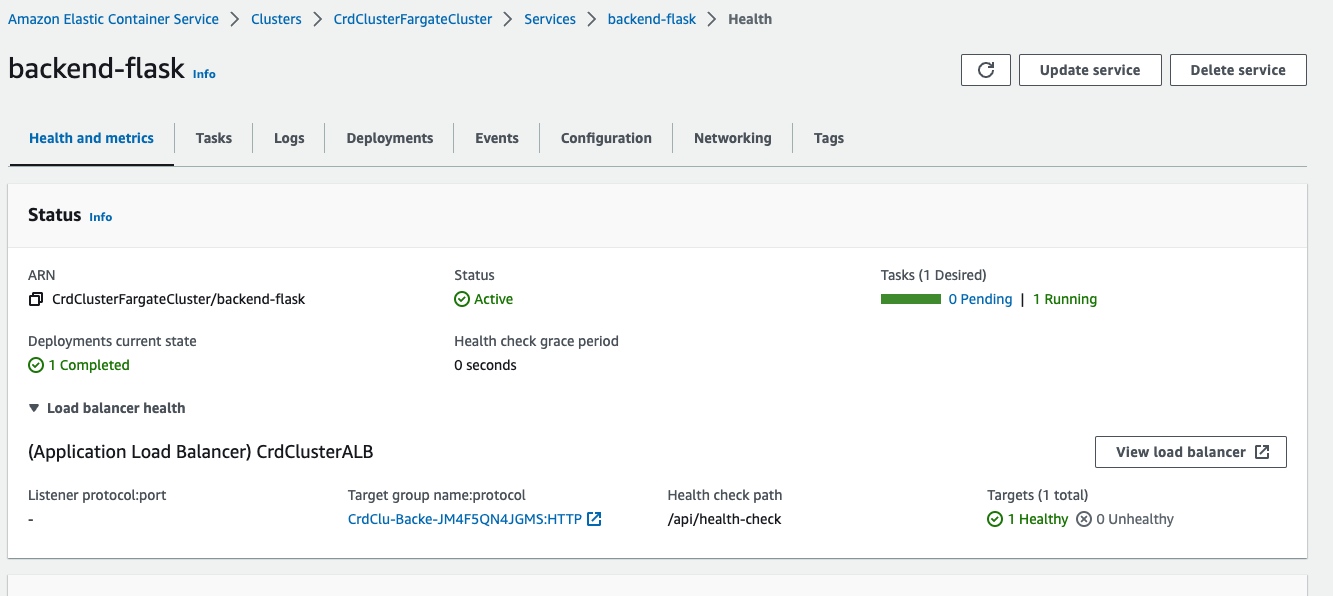 Amazon Elastic Container Service > Clusters > CrdClusterFargateCluster > Services > backend-flask > Health
backend-flask Info
Update service
Delete service
Health and metrics
Tasks
Logs
Deployments
Events
Configuration
Networking
Tags
Status Info
ARN
CrdClusterFargateCluster/backend-flask
Status
Active
Tasks (1 Desired)
0 Pending | 1 Running
Deployments current state
1 Completed
Health check grace period
0 seconds
Load balancer health
(Application Load Balancer) CrdClusterALB
View load balancer
Listener protocol:port
-
Target group name:protocol
CrdClu-Backe-JM4F5QN4JGMS:HTTP
Health check path
/api/health-check
Targets (1 total)
1 Healthy 0 Unhealthy